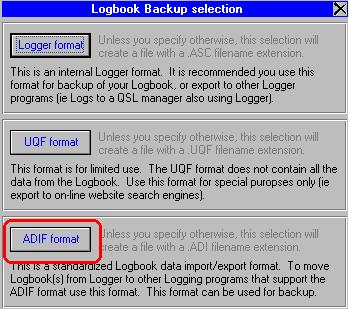 Logbook Backup selection
Logger format
Unless you specify otherwise, this selection will
create a file with a .ASC filename extension.
This is an internal Logger format. It is recommended you use this
format for backup of your Logbook, or export to other Logger
programs (ie Logs to a QSL manager also using Logger).
UQF format
Unless you specify otherwise, this selection will
create a file with a .UQF filename extension.
This format is for limited use. The UQF format does not contain all the
data from the Logbook. Use this format for special puropses only (ie
export to on-line website search engines).
ADIF format
Unless you specify otherwise, this selection will
create a file with a .ADI filename extension.
This is a standardized Logbook data import/export format. To move
Logbook(s) from Logger to other Logging programs that support the
ADIF format use this format. This format can be used for backup.